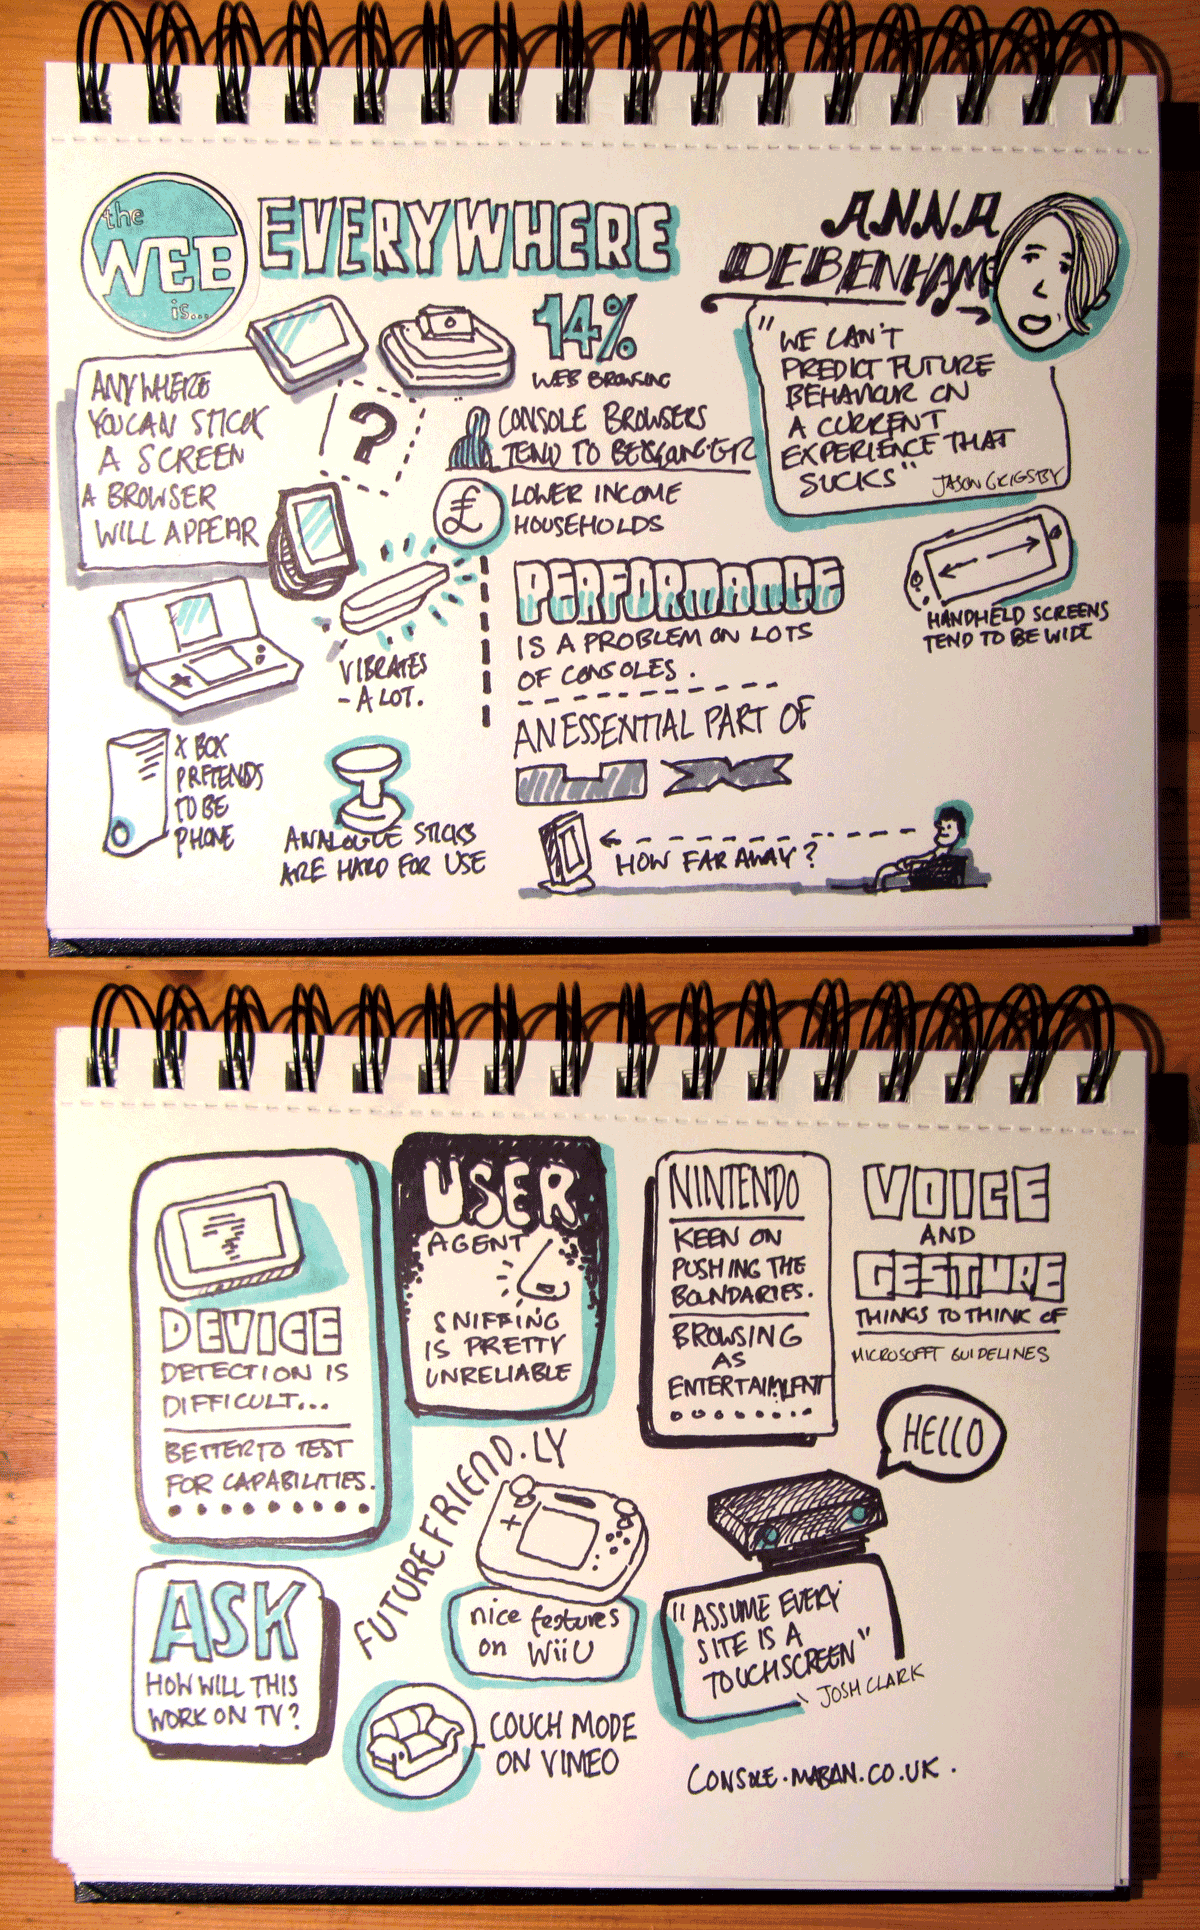 the
WEB
is...
EVERYWHERE
ANNA
DEBENHAM
ANYWHERE
YOU CAN STICK
A SCREEN
A BROWSER
WILL APPEAR
?
14%
WEB BROWSING
CONSOLE BROWSERS
TEND TO BE YOUNGER
£
LOWER INCOME
HOUSEHOLDS
"WE CAN'T
PREDICT FUTURE
BEHAVIOUR ON
A CURRENT
EXPERIENCE THAT
SUCKS"
JASON GRIGSBY
HANDHELD SCREENS
TEND TO BE WIDE
VIBRATES
- A LOT.
PERFORMANCE
IS A PROBLEM ON LOTS
OF CONSOLES.
AN ESSENTIAL PART OF
UX
X BOX
PRETENDS
TO BE
PHONE
ANALOGUE STICKS
ARE HARD FOR USE
HOW FAR AWAY?
DEVICE
DETECTION IS
DIFFICULT...
BETTER TO TEST
FOR CAPABILITIES.
USER
AGENT
SNIFFING
IS PRETTY
UNRELIABLE
NINTENDO
KEEN ON
PUSHING THE
BOUNDARIES.
BROWSING
AS
ENTERTAINMENT
VOICE
AND
GESTURE
THINGS TO THINK OF
MICROSOFT GUIDELINES
HELLO
FUTUREFRIEND.LY
nice features
on WiiU
"ASSUME EVERY
SITE IS A
TOUCHSCREEN"
JOSH CLARK
ASK
HOW WILL THIS
WORK ON TV?
COUCH MODE
ON VIMEO
CONSOLE.MABAN.CO.UK.